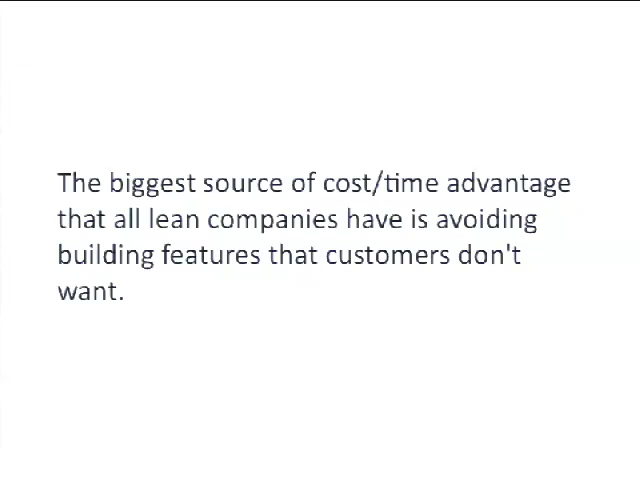 The biggest source of cost/time advantage
that all lean companies have is avoiding
building features that customers don't
want.